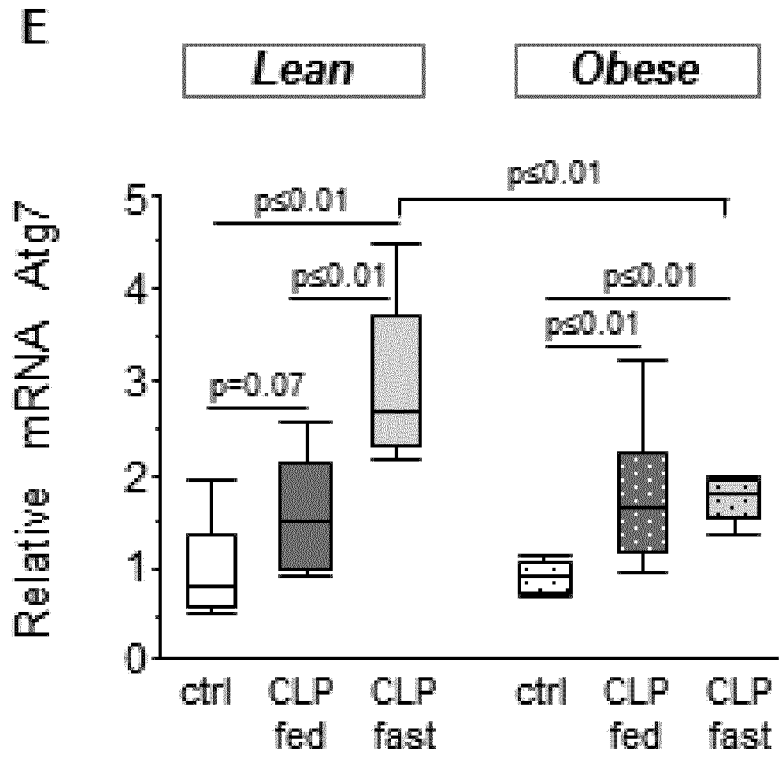 E
Lean Obese
p≤0.01
p≤0.01
p≤0.01 p≤0.01
p≤0.01
p=0.07
Relative mRNA Atg7
5
4
3
2
1
0
ctrl CLP CLP ctrl CLP CLP
fed fast fed fast